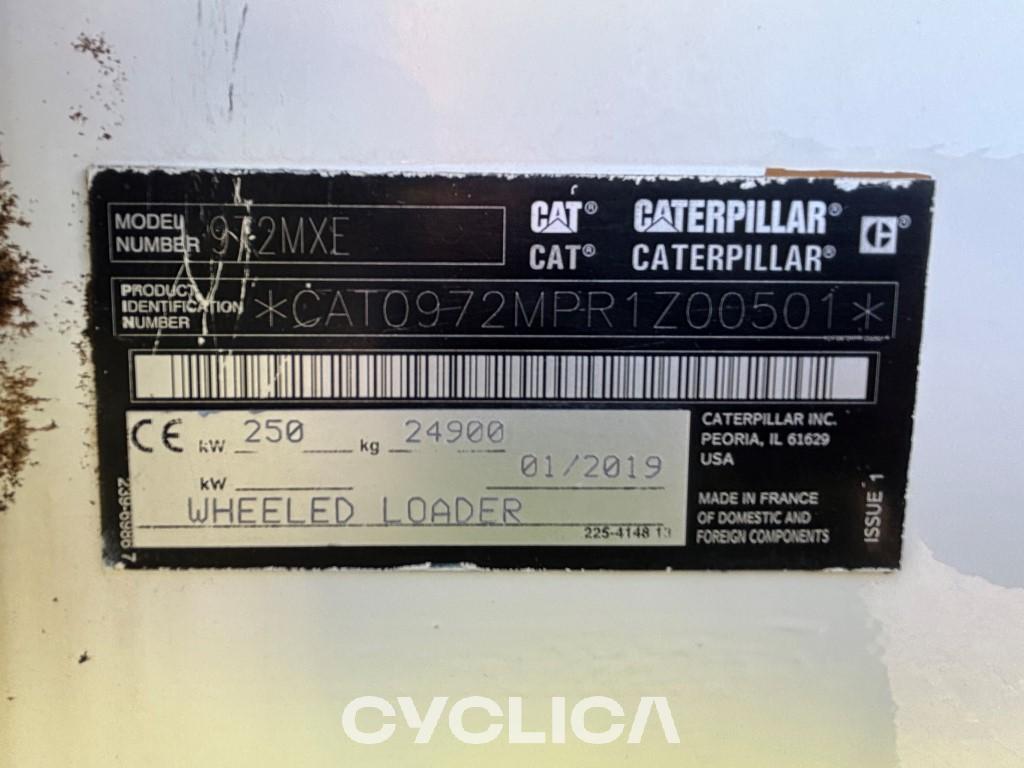 MODEL NUMBER 972MXE
CAT® CATERPILLAR®
CAT® CATERPILLAR®
PRODUCT IDENTIFICATION NUMBER *CAT0972MPR1Z00501*
CE kW 250 kg 24900
kW 01/2019
WHEELED LOADER
225-4148 13
CATERPILLAR INC.
PEORIA, IL 61629
USA
MADE IN FRANCE
OF DOMESTIC AND
FOREIGN COMPONENTS
ISSUE 1
CYCLICA